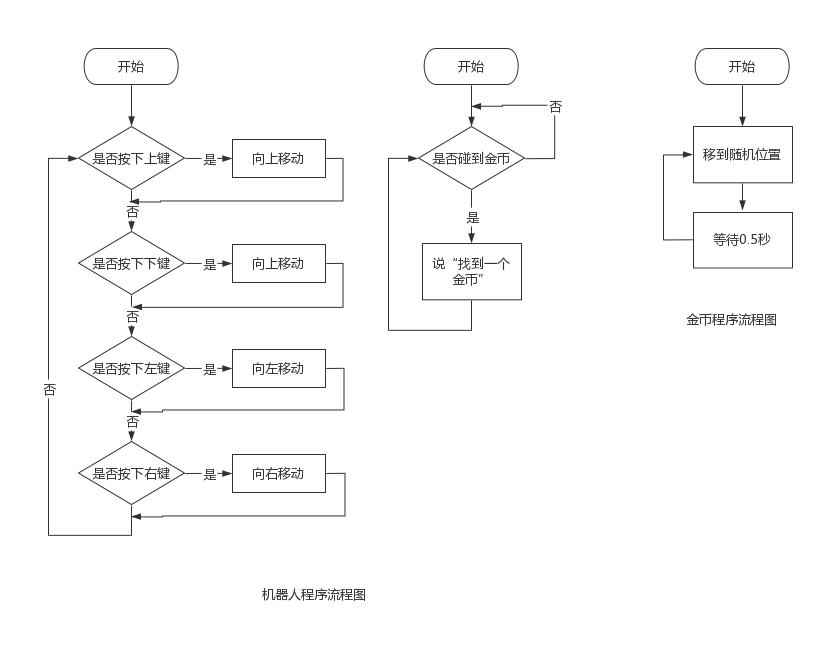 开始
是否按下上键
是
向上移动
否
是否按下下键
是
向上移动
否
是否按下左键
是
向左移动
否
是否按下右键
是
向右移动
否
开始
否
是否碰到金币
是
说“找到一个
金币”
机器人程序流程图
开始
移到随机位置
等待0.5秒
金币程序流程图